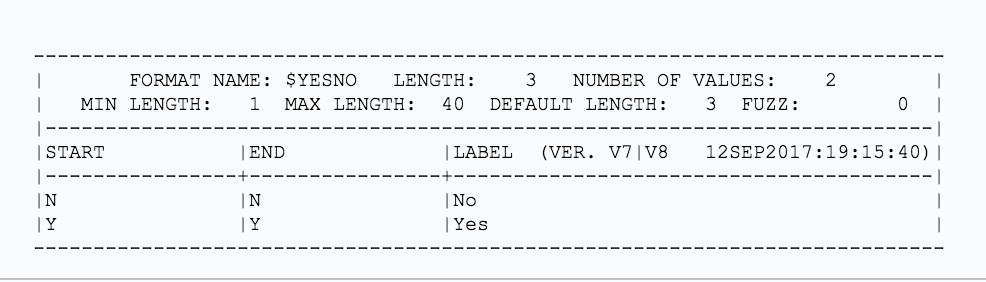 ----------------------------------------------------------------------------
|       FORMAT NAME: $YESNO   LENGTH:    3   NUMBER OF VALUES:    2        |
|   MIN LENGTH:   1  MAX LENGTH:  40  DEFAULT LENGTH:   3  FUZZ:        0  |
|--------------------------------------------------------------------------|
|START           |END             |LABEL  (VER. V7|V8   12SEP2017:19:15:40)|
|----------------+----------------+----------------------------------------|
|N               |N               |No                                      |
|Y               |Y               |Yes                                     |
----------------------------------------------------------------------------